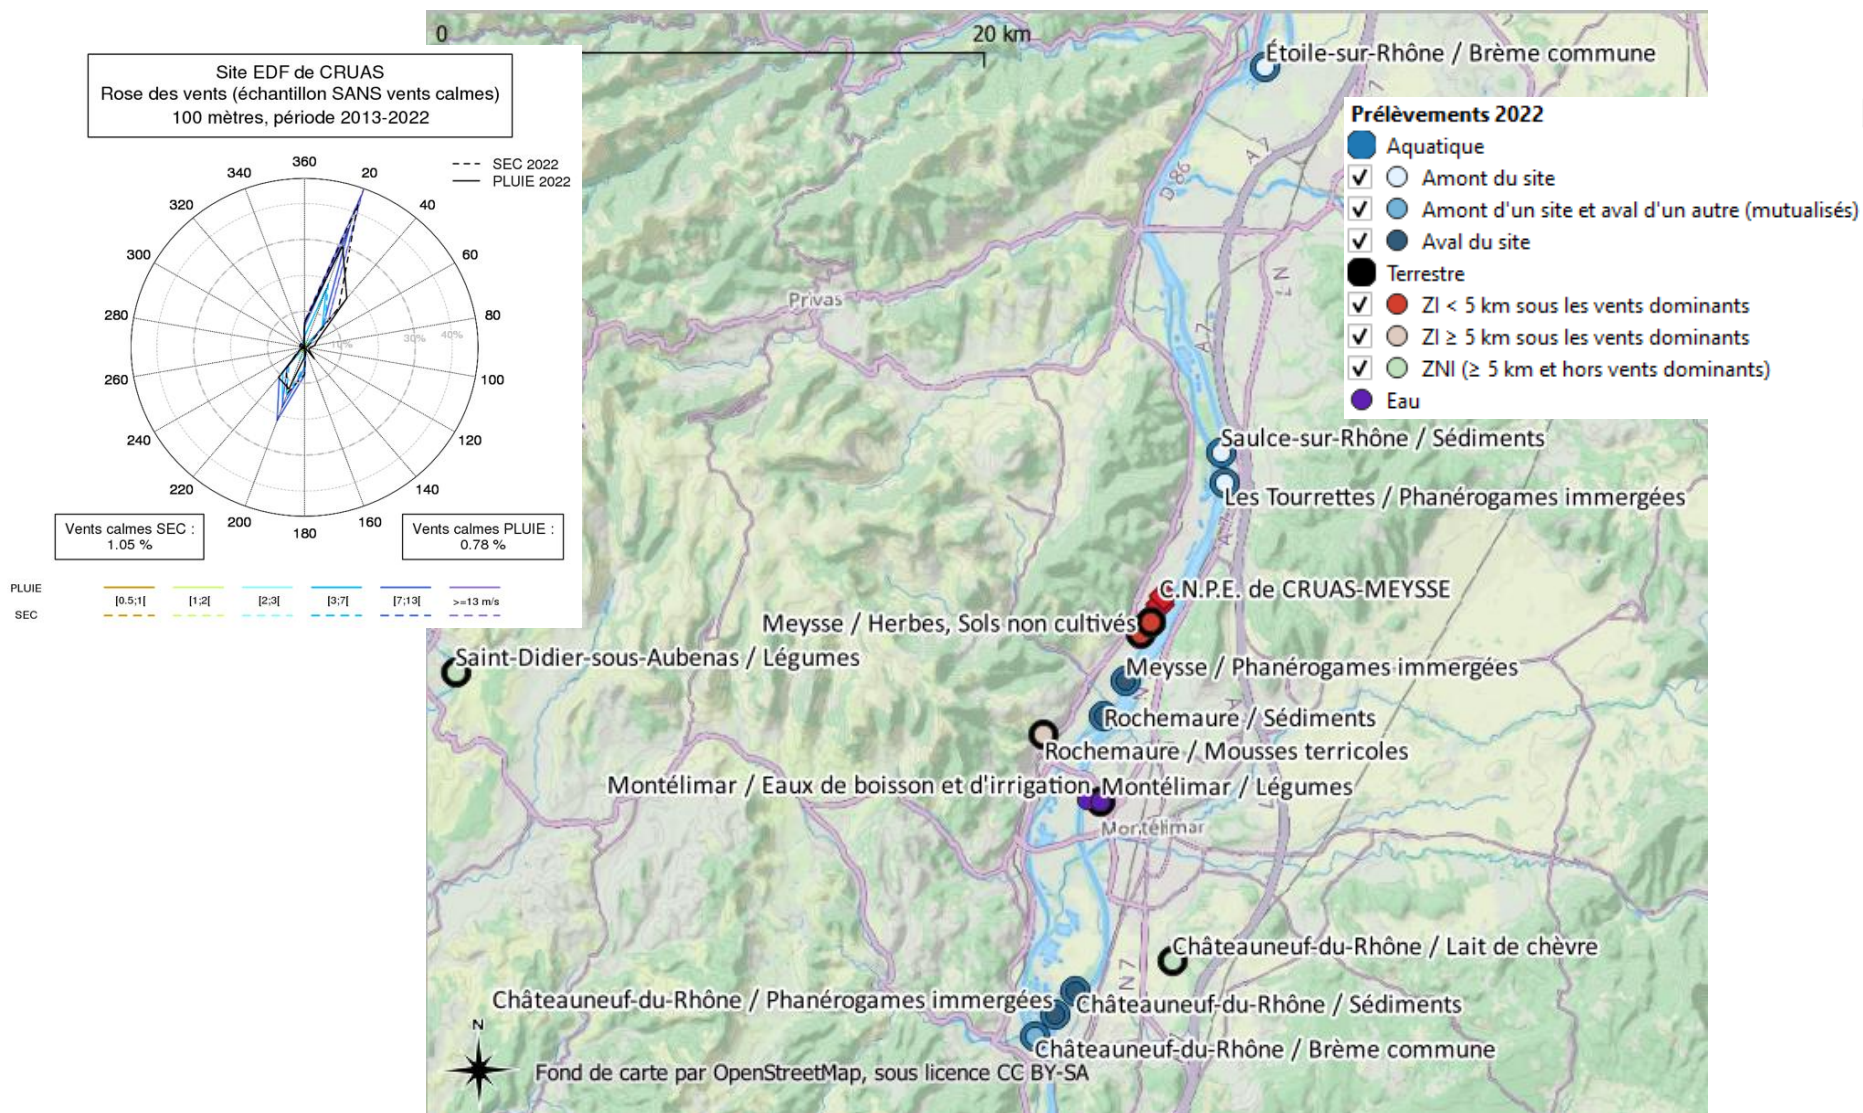 Site EDF de CRUAS
Rose des vents (échantillon SANS vents calmes)
100 mètres, période 2013-2022
SEC 2022
PLUIE 2022
360
20
40
60
80
100
120
140
160
180
200
220
240
260
280
300
320
340
10%
30%
40%
Vents calmes SEC :
1.05 %
Vents calmes PLUIE :
0.78 %
PLUIE
SEC
[0.5;1[
[1;2[
[2;3[
[3;7[
[7;13[
>=13 m/s
0
20 km
Étoile-sur-Rhône / Brème commune
Prélèvements 2022
Aquatique
Amont du site
Amont d'un site et aval d'un autre (mutualisés)
Aval du site
Terrestre
ZI < 5 km sous les vents dominants
ZI ≥ 5 km sous les vents dominants
ZNI (≥ 5 km et hors vents dominants)
Eau
A 7
D 86
N 7
A 7
Privas
Saulce-sur-Rhône / Sédiments
Les Tourrettes / Phanérogames immergées
C.N.P.E. de CRUAS-MEYSSE
Meysse / Herbes, Sols non cultivés
Saint-Didier-sous-Aubenas / Légumes
Meysse / Phanérogames immergées
Rochemaure / Sédiments
Rochemaure / Mousses terricoles
Montélimar / Eaux de boisson et d'irrigation
Montélimar / Légumes
Montélimar
Châteauneuf-du-Rhône / Lait de chèvre
N 7
Châteauneuf-du-Rhône / Phanérogames immergées
Châteauneuf-du-Rhône / Sédiments
Châteauneuf-du-Rhône / Brème commune
N
Fond de carte par OpenStreetMap, sous licence CC BY-SA